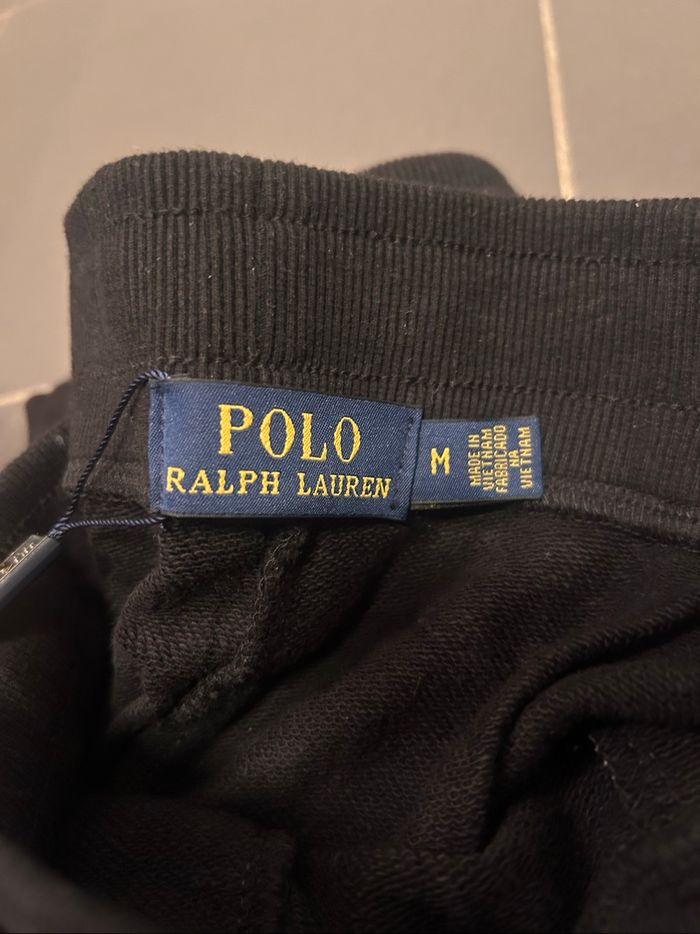 POLO
RALPH LAUREN
M
MADE IN
VIETNAM
FABRICADO
NA
VIETNAM